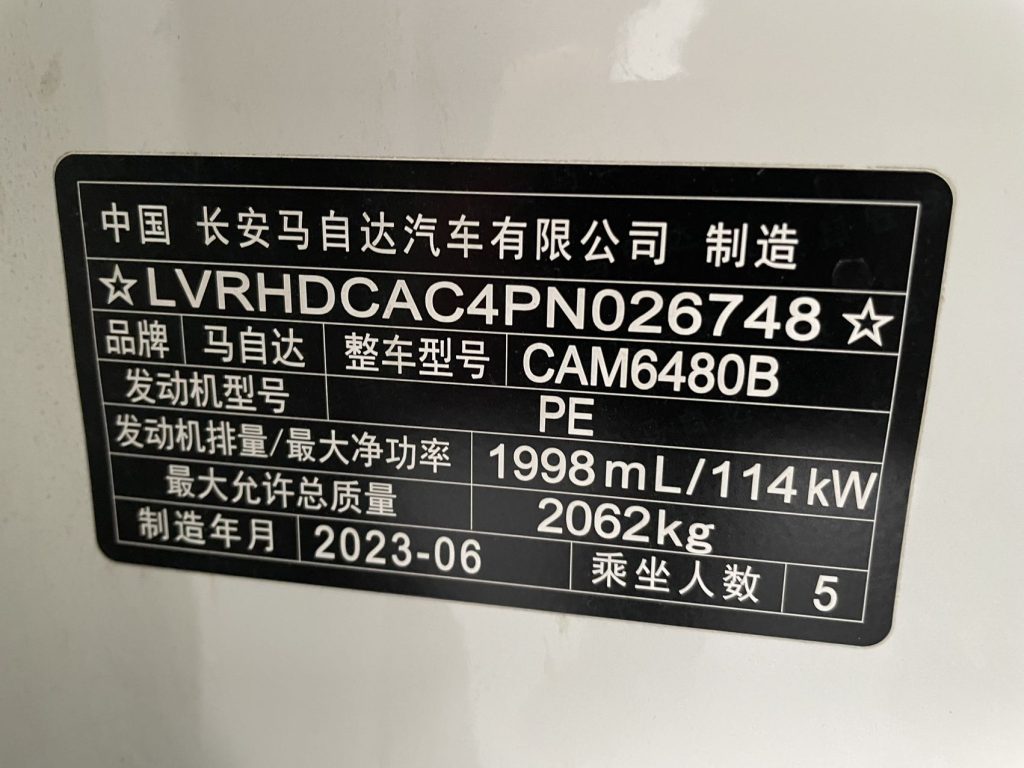 中国 长安马自达汽车有限公司 制造
☆LVRHDCAC4PN026748☆
品牌 马自达 整车型号 CAM6480B
发动机型号 PE
发动机排量/最大净功率 1998mL/114kW
最大允许总质量 2062kg
制造年月 2023-06 乘坐人数 5